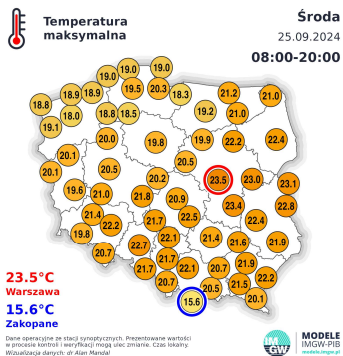 Temperatura
maksymalna
Środa
25.09.2024
08:00-20:00
19.0 19.0 19.0
18.8 18.9 18.9 19.5 20.3 18.3 21.2 21.0
19.1 18.0 18.8 18.5 19.2 21.0
20.0 19.8 19.9 22.2 22.4
20.1 20.5
20.1 20.5 20.2 23.5 23.0 23.1
19.6 21.0 21.8 20.9 23.4 22.8
21.4 22.2 21.7 22.5 22.4
19.8 22.7 22.1 21.4 21.6 21.9
20.7 21.7 21.7 22.1 20.7 21.9 22.2
20.7 20.5 21.5
15.6 20.1
23.5°C
Warszawa
15.6°C
Zakopane
Dane operacyjne ze stacji synoptycznych. Prezentowane wartości
w procesie kontroli i weryfikacji mogą ulec zmianie. Czas lokalny.
Wizualizacja danych: dr Alan Mandal
IM
GW
MODELE
IMGW-PIB
modele.imgw.pl